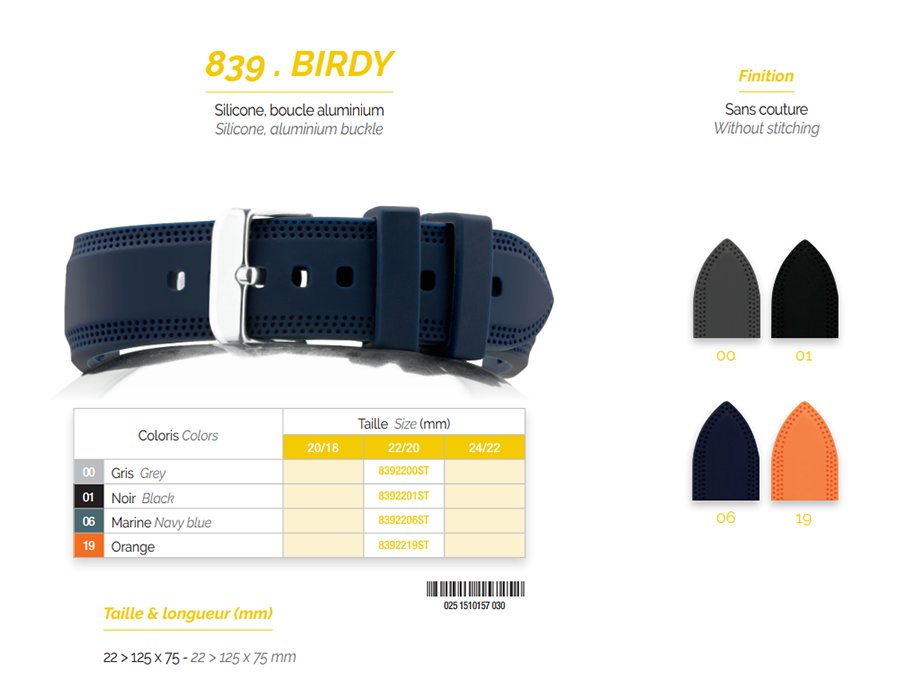 839 . BIRDY
Silicone, boucle aluminium
Silicone, aluminium buckle
Finition
Sans couture
Without stitching
00
01
06
19
Coloris Colors
Taille Size (mm)
20/18 22/20 24/22
00 Gris Grey 8392200ST
01 Noir Black 8392201ST
06 Marine Navy blue 8392206ST
19 Orange 8392219ST
025 1510157 030
Taille & longueur (mm)
22 > 125 x 75 - 22 > 125 x 75 mm